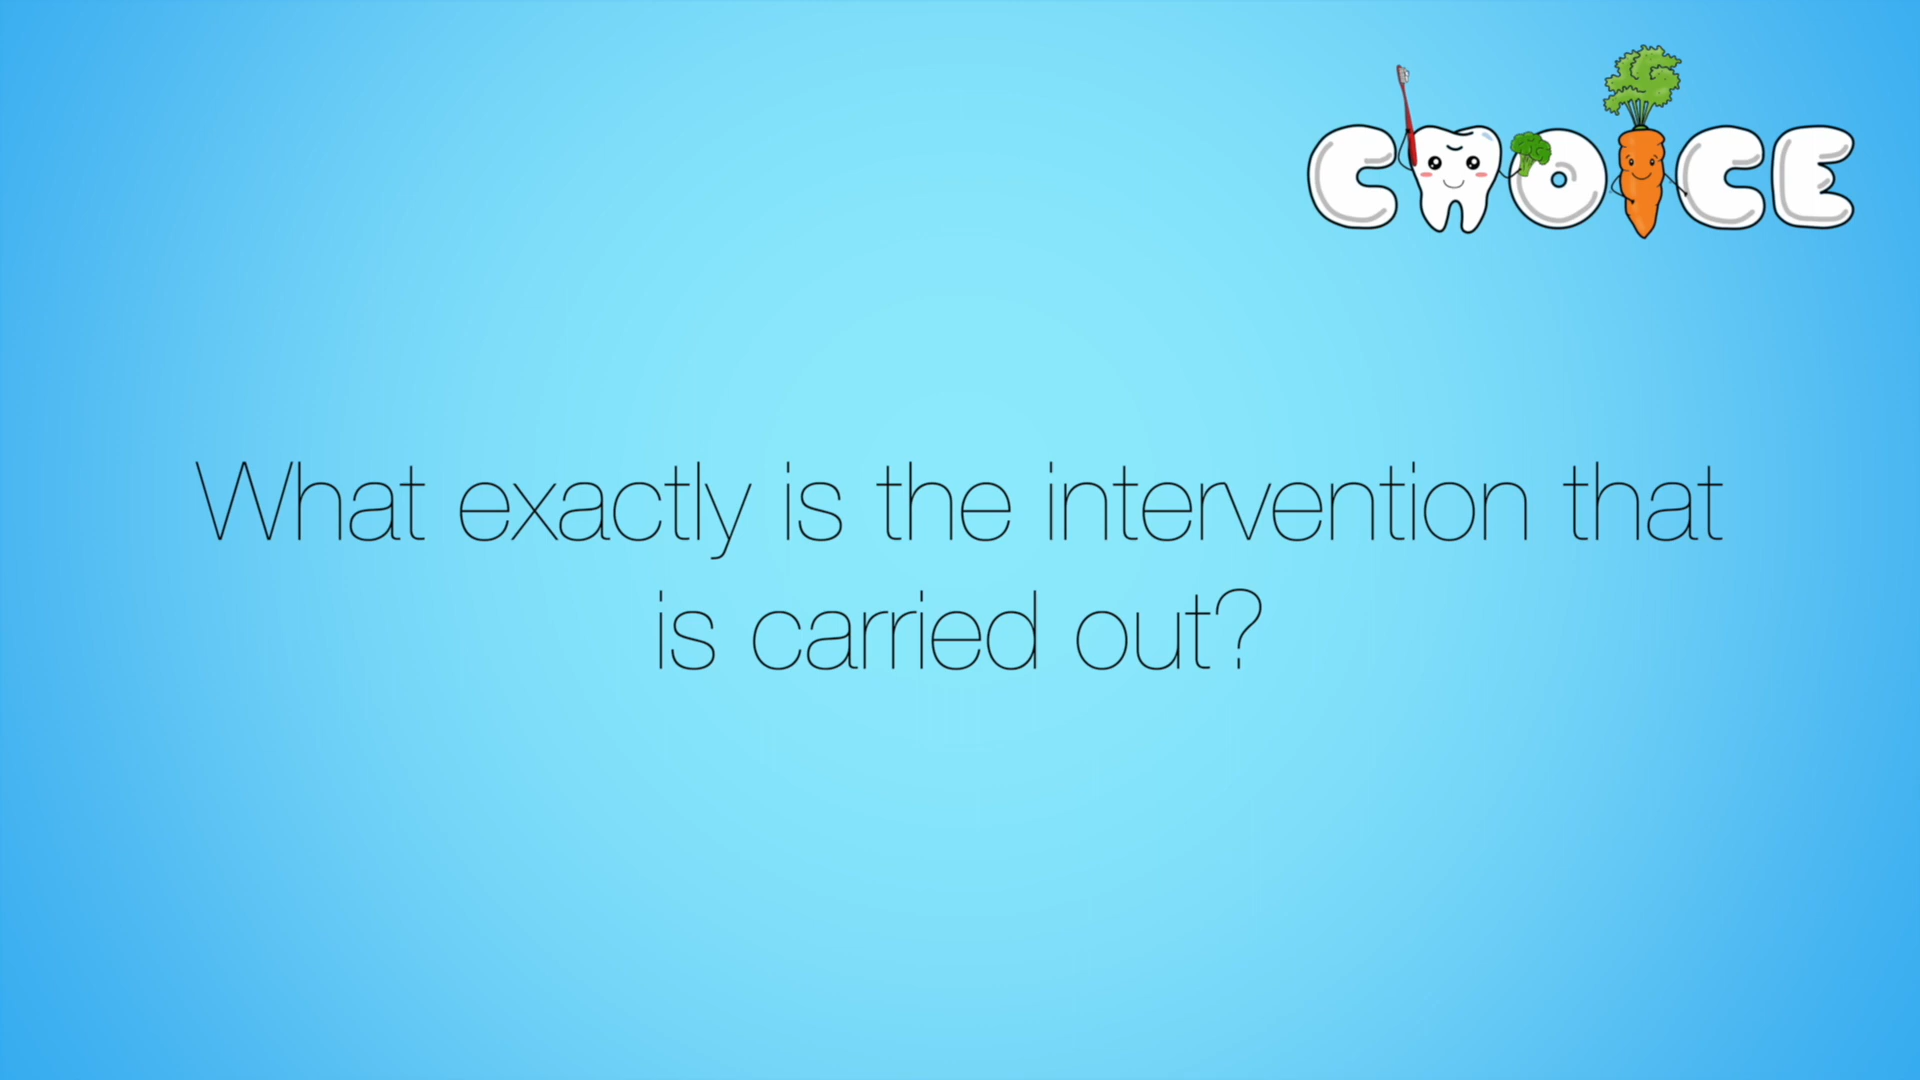 CHOICE
What exactly is the intervention that
is carried out?